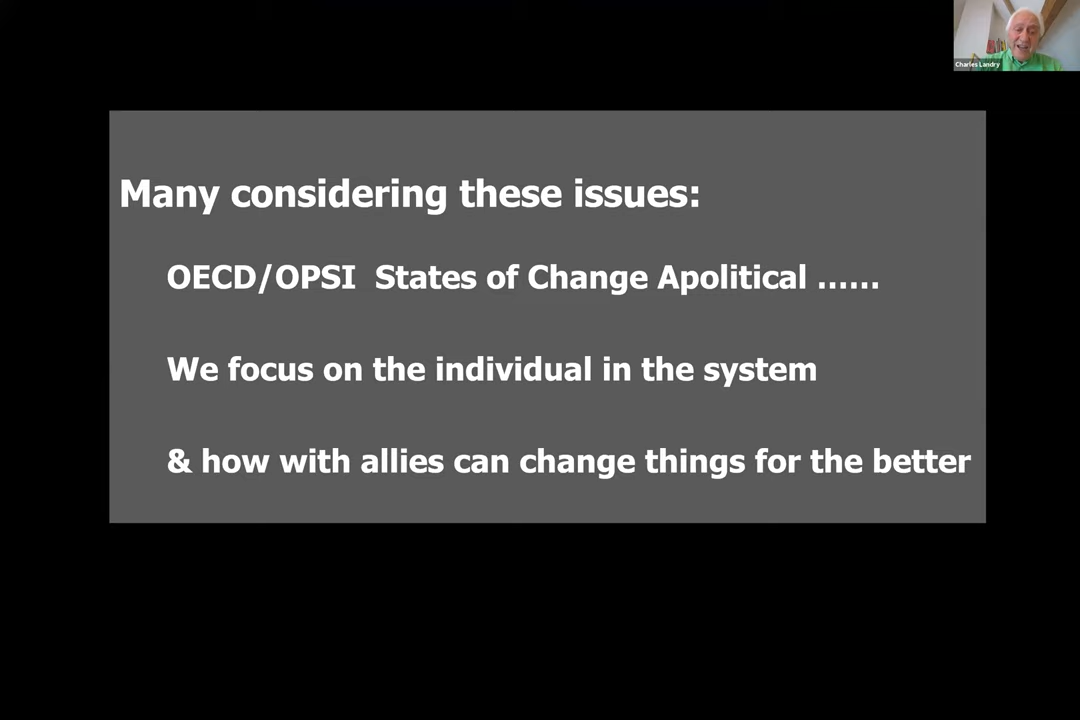 Charles Landry
Many considering these issues:
OECD/OPSI States of Change Apolitical ......
We focus on the individual in the system
& how with allies can change things for the better